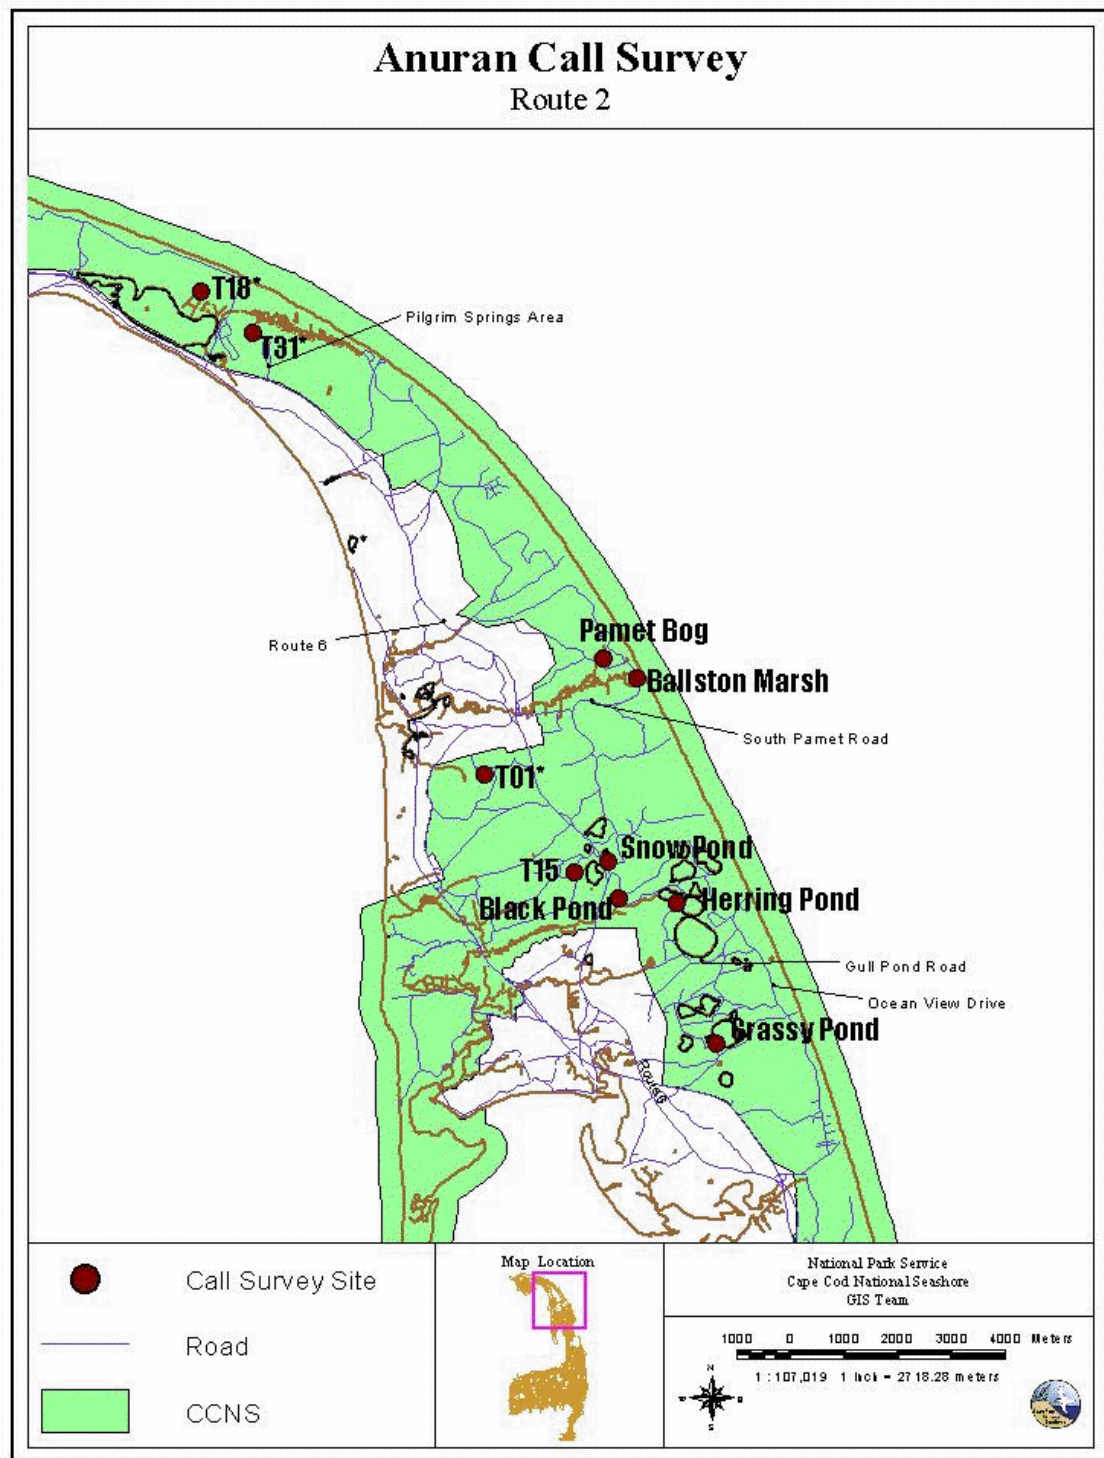 Anuran Call Survey
Route 2
T18*
T31*
Pilgrim Springs Area
Route 6
Pamet Bog
Ballston Marsh
South Pamet Road
T01*
Snow Pond
T15
Black Pond
Herring Pond
Gull Pond Road
Ocean View Drive
Grassy Pond
Route 6
Call Survey Site
Road
CCNS
Map Location
National Park Service
Cape Cod National Seashore
GIS Team
1000 0 1000 2000 3000 4000 Meters
1 : 107,019 1 Inch = 2718.28 meters
N
S